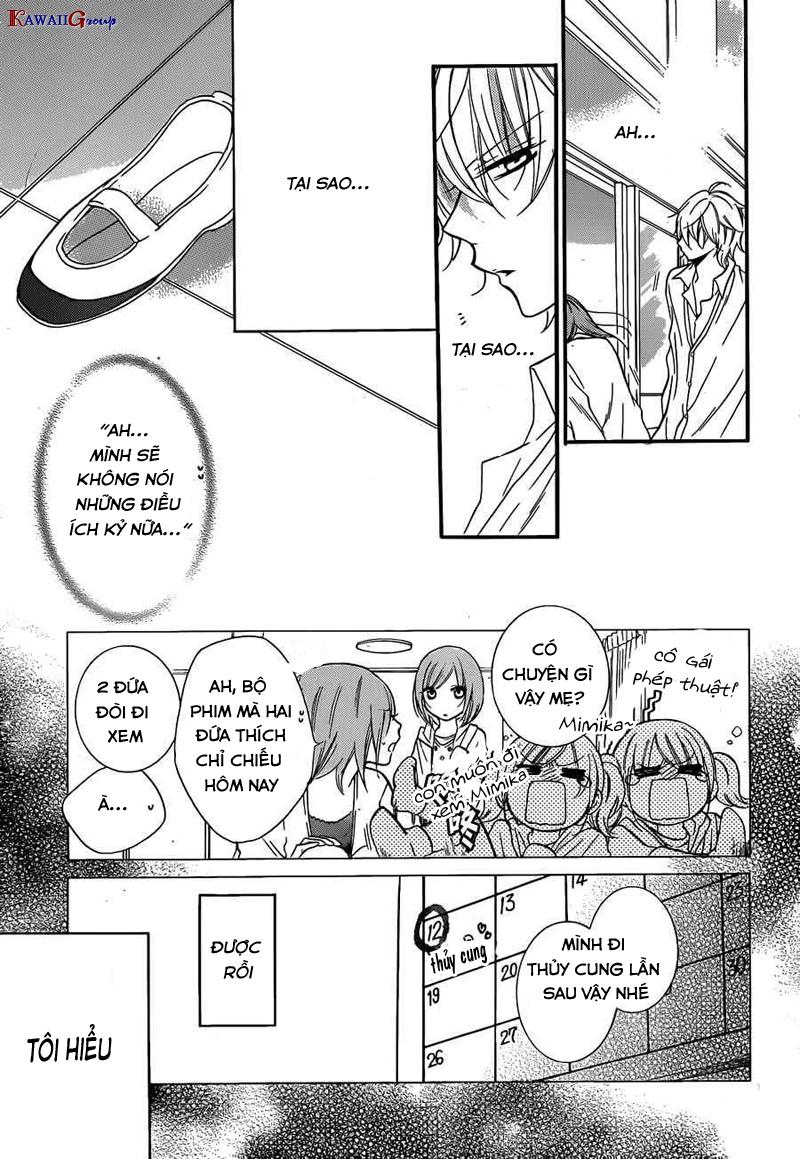 KAWAIIGroup
AH...
TẠI SAO...
TẠI SAO...
"AH...
MÌNH SẼ
KHÔNG NÓI
NHỮNG ĐIỀU
ÍCH KỶ NỮA..."
CÓ
CHUYỆN GÌ
VẬY MẸ?
CÔ GÁI
PHÉP THUẬT!
MIMIKA~
con muốn đi
xem Mimika
AH, BỘ
PHIM MÀ HAI
ĐỨA THÍCH
CHỈ CHIẾU
HÔM NAY
2 ĐỨA
ĐÒI ĐI
XEM
À...
12
13
14
23
thủy cung
19
20
30
26
27
MÌNH ĐI
THỦY CUNG LẦN
SAU VẬY NHÉ
ĐƯỢC
RỒI
TÔI HIỂU